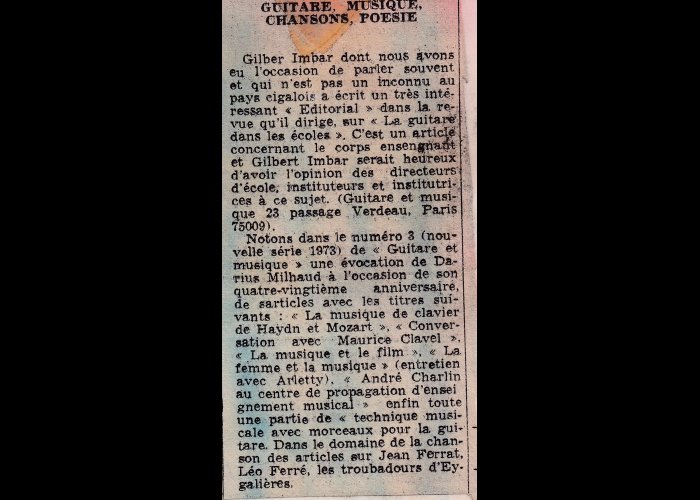 GUITARE, MUSIQUE,
CHANSONS, POESIE
Gilber Imbar dont nous avons
eu l'occasion de parler souvent
et qui n'est pas un inconnu au
pays cigalois a écrit un très inté-
ressant « Editorial » dans la re-
vue qu'il dirige, sur « La guitare
dans les écoles ». C'est un article
concernant le corps ensengnant
et Gilbert Imbar serait heureux
d'avoir l'opinion des directeurs
d'école, instituteurs et institutri-
ces à ce sujet. (Guitare et musi-
que 23 passage Verdeau, Paris
75009).
Notons dans le numéro 3 (nou-
velle série 1973) de « Guitare et
musique » une évocation de Da-
rius Milhaud à l'occasion de son
quatre-vingtième anniversaire,
de sarticles avec les titres sui-
vants : « La musique de clavier
de Haydn et Mozart », « Conver-
sation avec Maurice Clavel »,
« La musique et le film », « La
femme et la musique » (entretien
avec Arletty), « André Charlin
au centre de propagation d'ensei
gnement musical » enfin toute
une partie de « technique musi-
cale avec morceaux pour la gui-
tare. Dans le domaine de la chan-
son des articles sur Jean Ferrat,
Léo Ferré, les troubadours d'Ey-
galières.